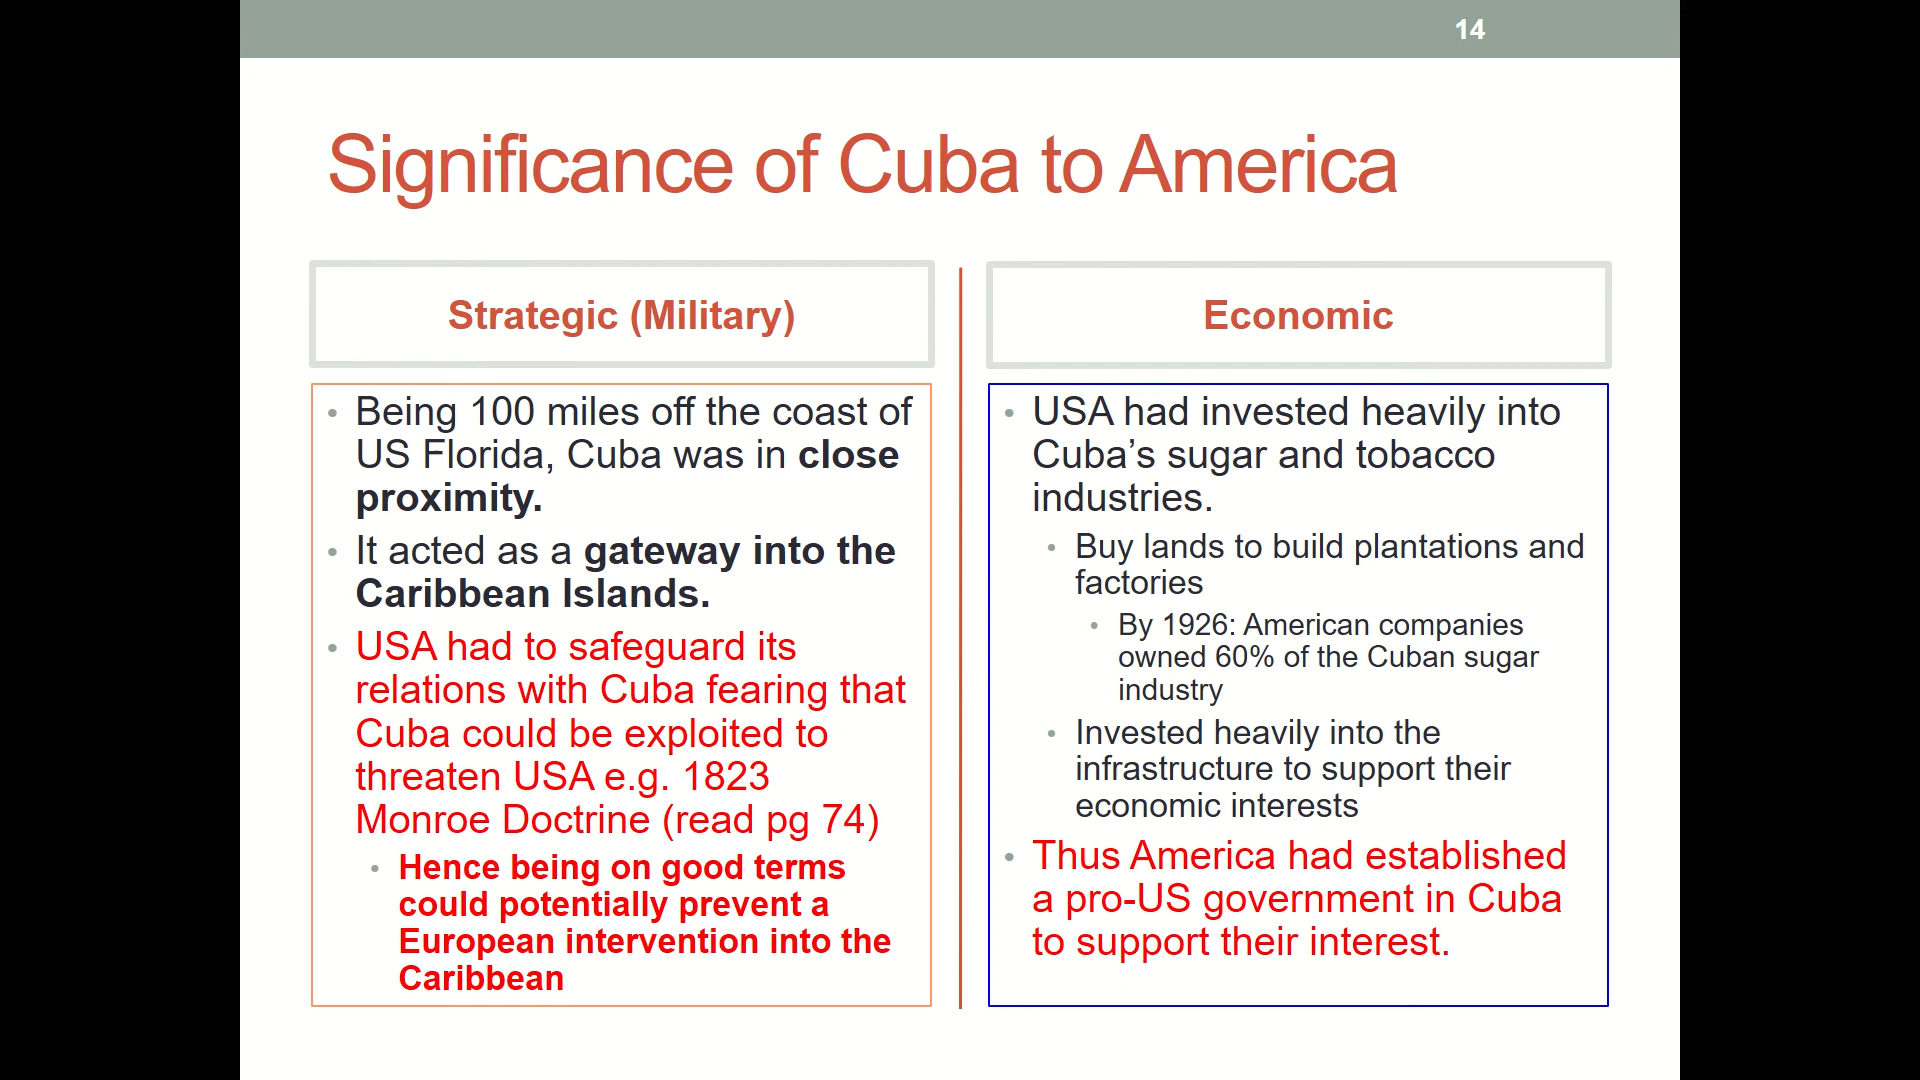 14
Significance of Cuba to America
Strategic (Military)
• Being 100 miles off the coast of
US Florida, Cuba was in close
proximity.
• It acted as a gateway into the
Caribbean Islands.
• USA had to safeguard its
relations with Cuba fearing that
Cuba could be exploited to
threaten USA e.g. 1823
Monroe Doctrine (read pg 74)
• Hence being on good terms
could potentially prevent a
European intervention into the
Caribbean
Economic
• USA had invested heavily into
Cuba’s sugar and tobacco
industries.
• Buy lands to build plantations and
factories
• By 1926: American companies
owned 60% of the Cuban sugar
industry
• Invested heavily into the
infrastructure to support their
economic interests
• Thus America had established
a pro-US government in Cuba
to support their interest.